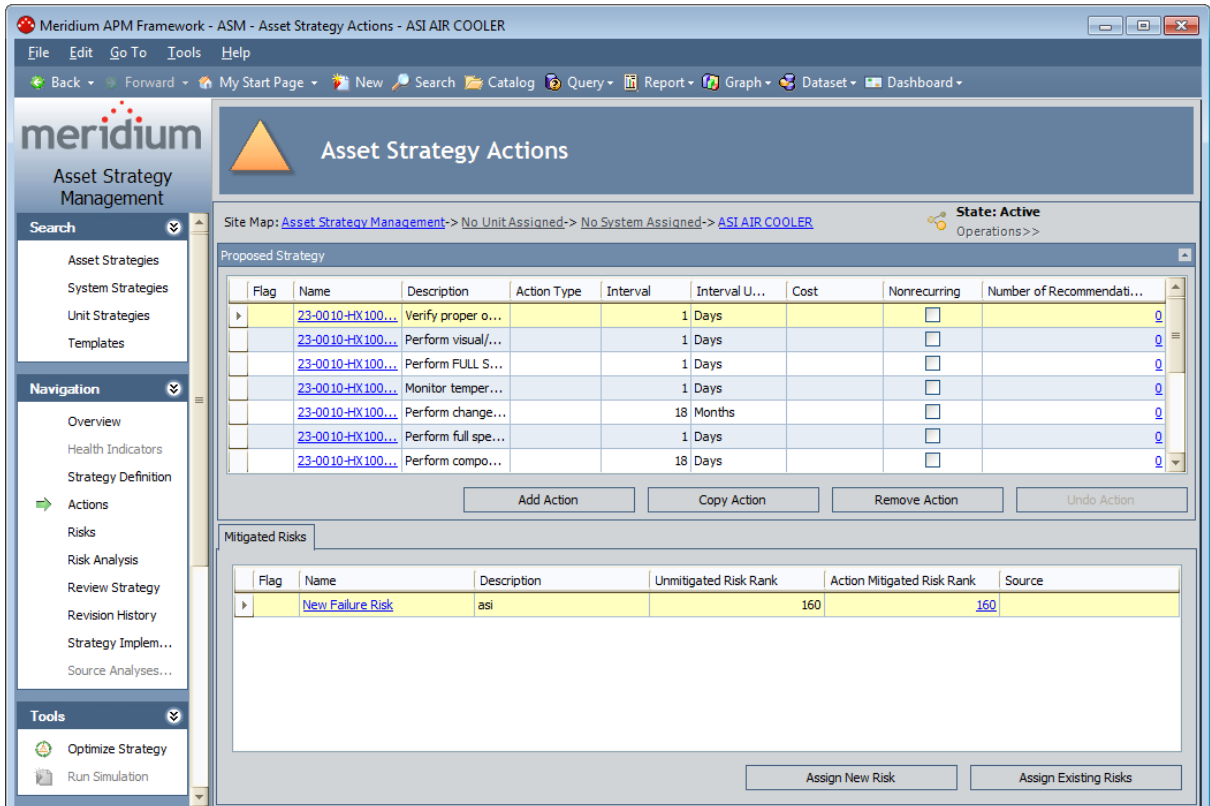 Meridium APM Framework - ASM - Asset Strategy Actions - ASI AIR COOLER
File Edit Go To Tools Help
Back Forward My Start Page New Search Catalog Query Report Graph Dataset Dashboard
meridium
Asset Strategy
Management
Asset Strategy Actions
Site Map: Asset Strategy Management-> No Unit Assigned-> No System Assigned-> ASI AIR COOLER
State: Active
Operations>>
Search
Asset Strategies
System Strategies
Unit Strategies
Templates
Navigation
Overview
Health Indicators
Strategy Definition
Actions
Risks
Risk Analysis
Review Strategy
Revision History
Strategy Implem...
Source Analyses...
Tools
Optimize Strategy
Run Simulation
Proposed Strategy
Flag Name Description Action Type Interval Interval U... Cost Nonrecurring Number of Recommendati...
23-0010-HX100... Verify proper o... 1 Days 0
23-0010-HX100... Perform visual/... 1 Days 0
23-0010-HX100... Perform FULL S... 1 Days 0
23-0010-HX100... Monitor temper... 1 Days 0
23-0010-HX100... Perform change... 18 Months 0
23-0010-HX100... Perform full spe... 1 Days 0
23-0010-HX100... Perform compo... 18 Days 0
Add Action Copy Action Remove Action Undo Action
Mitigated Risks
Flag Name Description Unmitigated Risk Rank Action Mitigated Risk Rank Source
New Failure Risk asi 160 160
Assign New Risk Assign Existing Risks